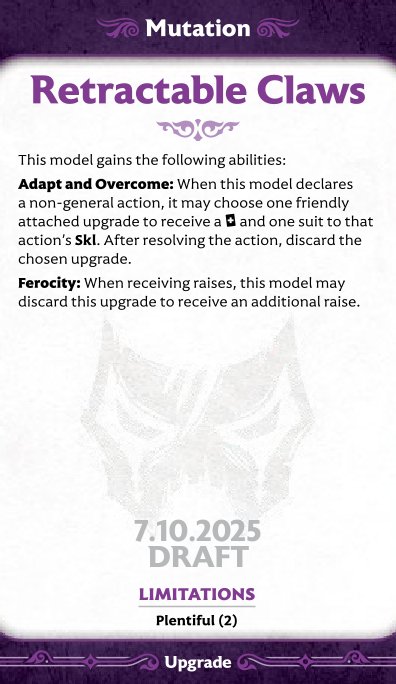 Mutation
Retractable Claws
This model gains the following abilities:
Adapt and Overcome: When this model declares
a non-general action, it may choose one friendly
attached upgrade to receive a and one suit to that
action's Skl. After resolving the action, discard the
chosen upgrade.
Ferocity: When receiving raises, this model may
discard this upgrade to receive an additional raise.
7.10.2025
DRAFT
LIMITATIONS
Plentiful (2)
Upgrade